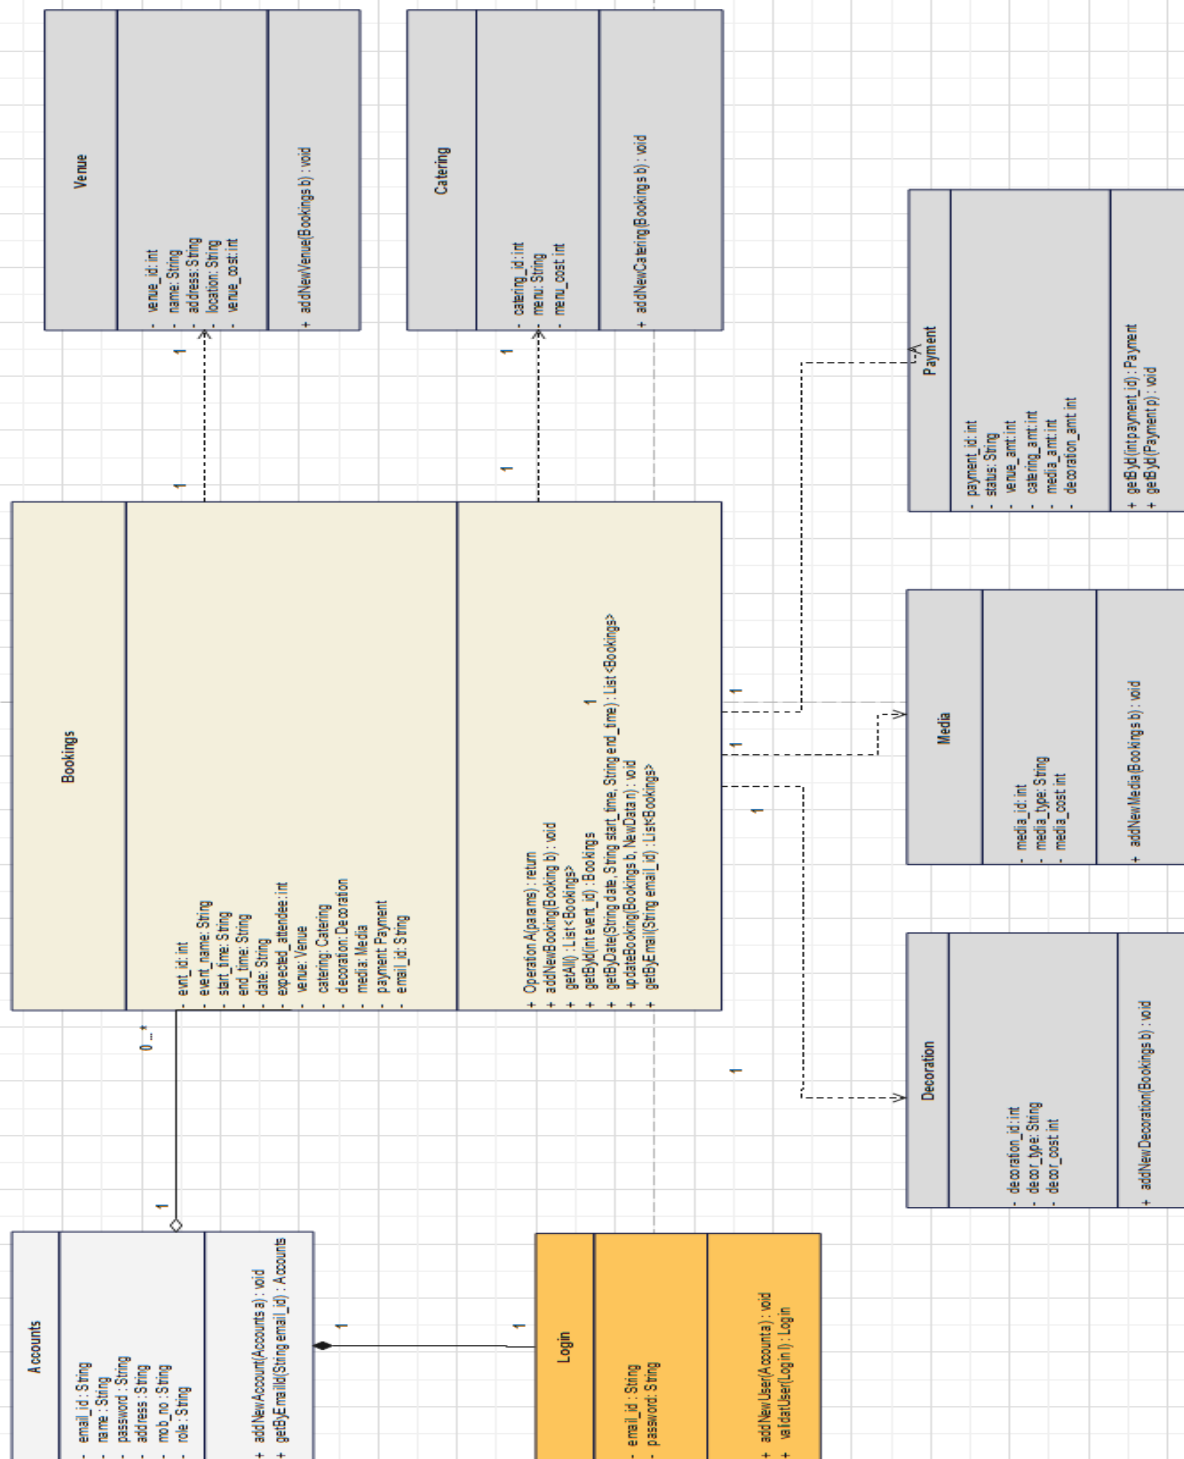 Accounts
- email_id : String
- name : String
- password : String
- address : String
- mob_no : String
- role : String
+ addNewAccount(Accounts a) : void
+ getByEmailId(String email_id) : Accounts
1
0 ...*
1
1
Login
- email_id : String
- password: String
+ addNewUser(Account a) : void
+ validatUser(Login l) : Login
Bookings
- evnt_id: int
- event_name: String
- start_time: String
- end_time: String
- date: String
- expected_attendee: int
- venue: Venue
- catering: Catering
- decoration: Decoration
- media: Media
- payment Payment
- email_id: String
+ Operation A(params) : return
+ addNewBooking(Booking b) : void
+ getAll() : List <Bookings>
+ getById(int event_id) : Bookings
+ getByDate(String date, String start_time, String end_time) : List <Bookings>
+ updateBooking(Bookings b, NewData n) : void
+ getByEmail(String email_id) : List<Bookings>
1
1
1
1
1
1
1
1
1
Venue
- venue_id: int
- name: String
- address: String
- location: String
- venue_cost: int
+ addNewVenue(Bookings b) : void
Catering
- catering_id: int
- menu: String
- menu_cost int
+ addNewCatering(Bookings b) : void
Decoration
- decoration_id: int
- decor_type: String
- decor_cost int
+ addNewDecoration(Bookings b) : void
Media
- media_id: int
- media_type: String
- media_cost int
+ addNewMedia(Bookings b) : void
Payment
- payment_id: int
- status: String
- venue_amt: int
- catering_amt: int
- media_amt: int
- decoration_amt: int
+ getById(int payment_id) : Payment
+ getById(Payment p) : void